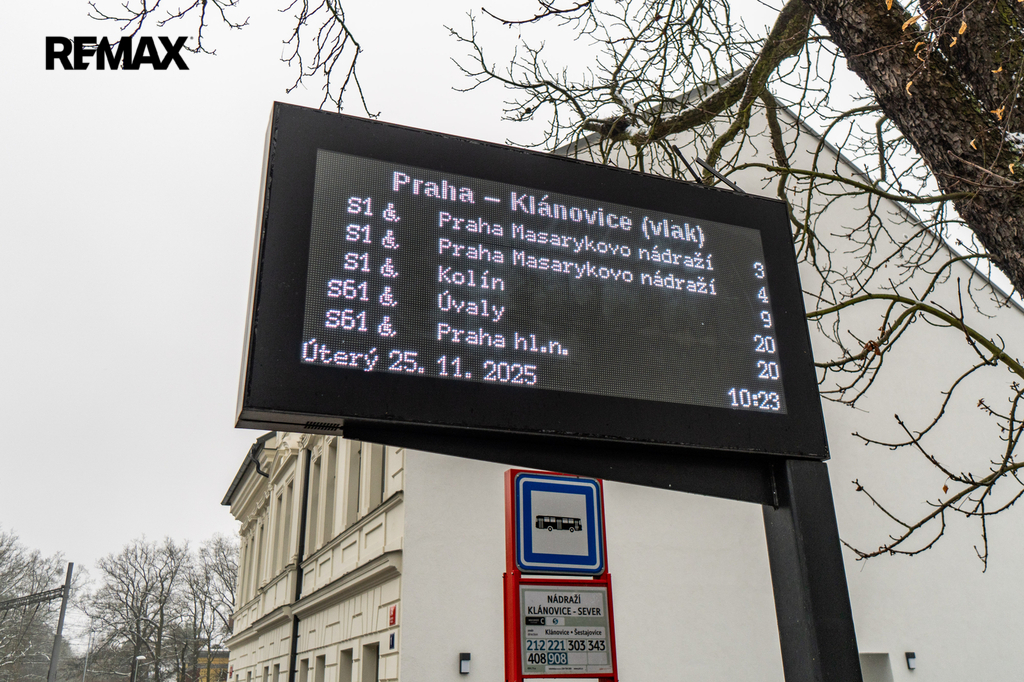 REMAX
Praha – Klánovice (vlak)
S1 Praha Masarykovo nádraží 3
S1 Praha Masarykovo nádraží 4
S1 Kolín 9
S61 Úvaly 20
S61 Praha hl.n. 20
Úterý 25. 11. 2025 10:23
NÁDRAŽÍ
KLÁNOVICE - SEVER
C S
Klánovice • Šestajovice
212 221 303 343
408 908